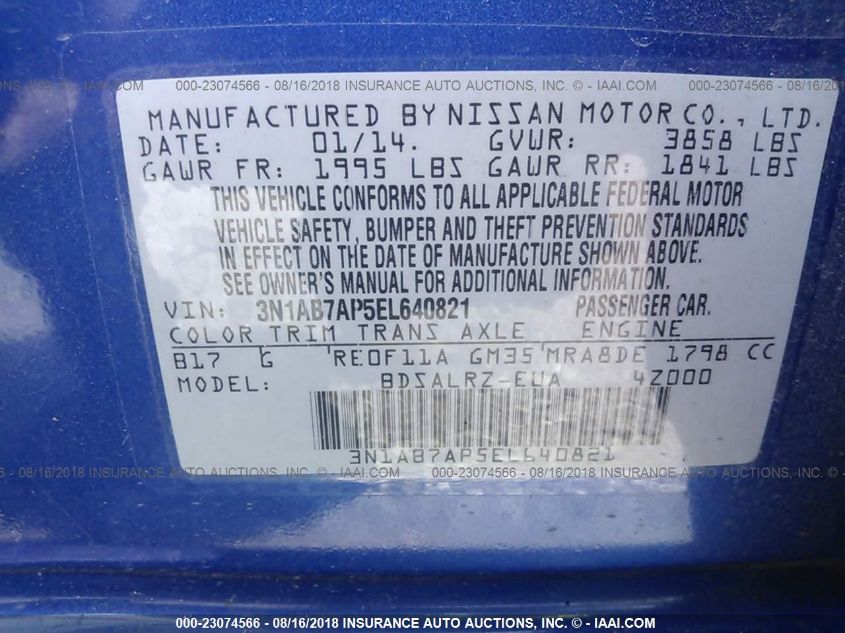 000-23074566 - 08/16/2018 INSURANCE AUTO AUCTIONS, INC. © - IAAI.COM
MANUFACTURED BY NISSAN MOTOR CO., LTD.
DATE: 01/14. GVWR: 3858 LBS
GAWR FR: 1995 LBS GAWR RR: 1841 LBS
THIS VEHICLE CONFORMS TO ALL APPLICABLE FEDERAL MOTOR
VEHICLE SAFETY, BUMPER AND THEFT PREVENTION STANDARDS
IN EFFECT ON THE DATE OF MANUFACTURE SHOWN ABOVE.
SEE OWNER'S MANUAL FOR ADDITIONAL INFORMATION.
VIN: 3N1AB7AP5EL640821 PASSENGER CAR.
COLOR TRIM TRANS AXLE ENGINE
B17 G RE0F11A GM35 MRA8DE 1798 CC
MODEL: BDSALRZ-EUA 4Z000
3N1AB7AP5EL640821
000-23074566 - 08/16/2018 INSURANCE AUTO AUCTIONS, INC. © - IAAI.COM
000-23074566 - 08/16/2018 INSURANCE AUTO AUCTIONS, INC. © - IAAI.COM